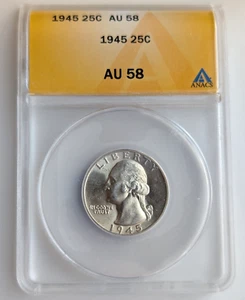 1945 25C AU 58
1945 25C
AU 58
ANACS
LIBERTY
IN GOD WE
TRUST
1945